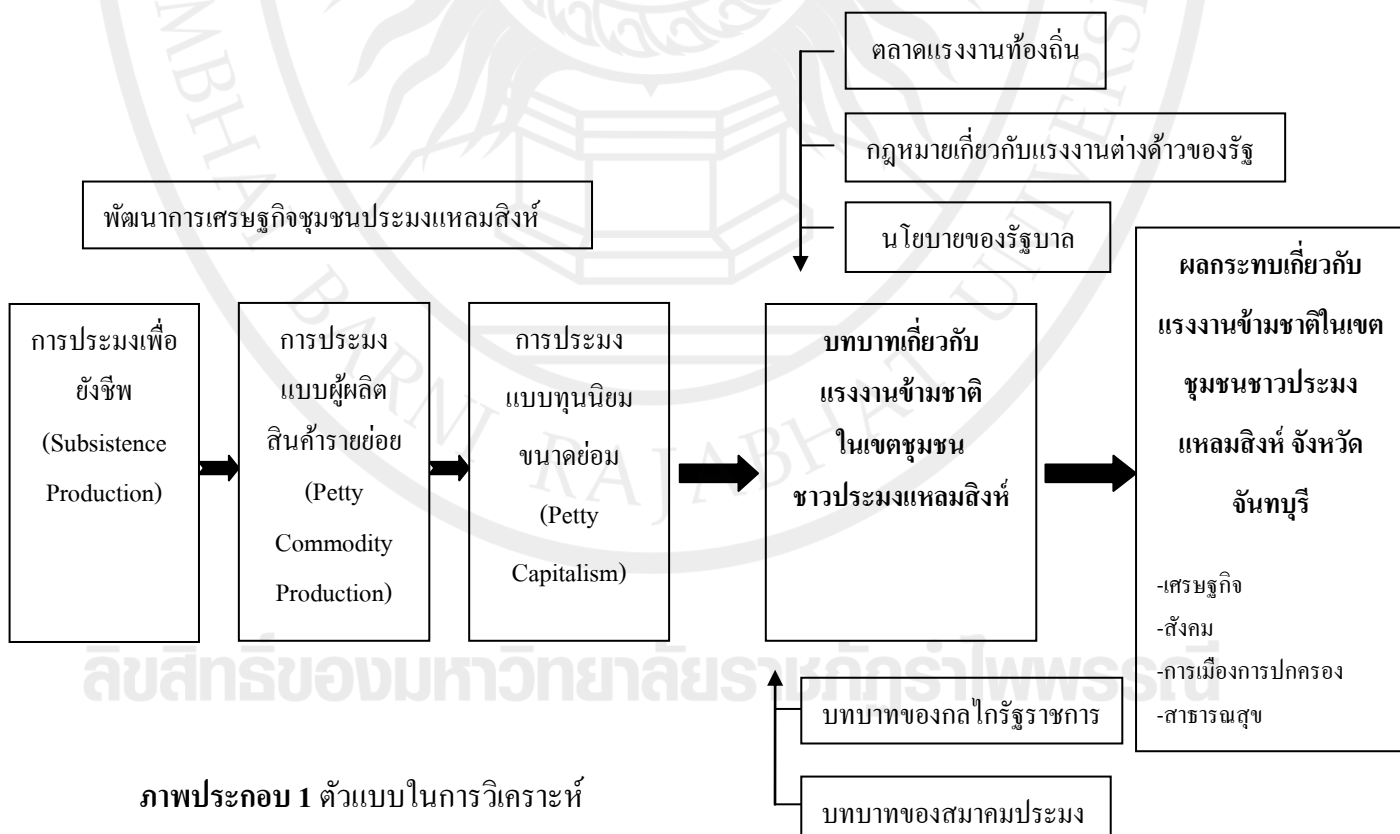 ตลาดแรงงานท้องถิ่น
กฎหมายเกี่ยวกับแรงงานต่างด้าวของรัฐ
นโยบายของรัฐบาล
พัฒนาการเศรษฐกิจชุมชนประมงแหลมสิงห์
การประมงเพื่อ
ยังชีพ
(Subsistence
Production)
การประมง
แบบผู้ผลิต
สินค้ารายย่อย
(Petty
Commodity
Production)
การประมง
แบบทุนนิยม
ขนาดย่อม
(Petty
Capitalism)
บทบาทเกี่ยวกับ
แรงงานข้ามชาติ
ในเขตชุมชน
ชาวประมงแหลมสิงห์
ผลกระทบเกี่ยวกับ
แรงงานข้ามชาติในเขต
ชุมชนชาวประมง
แหลมสิงห์ จังหวัด
จันทบุรี
-เศรษฐกิจ
-สังคม
-การเมืองการปกครอง
-สาธารณสุข
บทบาทของกลไกรัฐราชการ
บทบาทของสมาคมประมง
ภาพประกอบ 1 ตัวแบบในการวิเคราะห์
ลิขสิทธิ์ของมหาวิทยาลัยราชภัฏรำไพพรรณี
MBHA BARNI RAJABHAT UNIVERSI